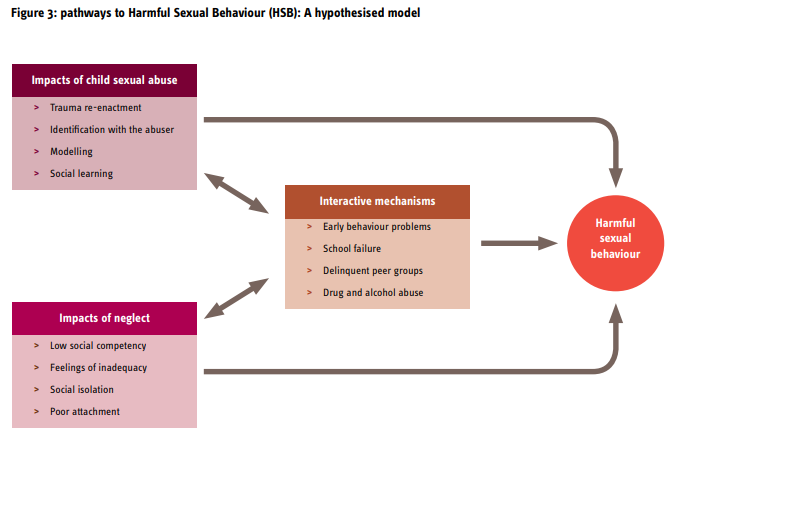 Figure 3: pathways to Harmful Sexual Behaviour (HSB): A hypothesised model
Impacts of child sexual abuse
> Trauma re-enactment
> Identification with the abuser
> Modelling
> Social learning
Interactive mechanisms
> Early behaviour problems
> School failure
> Delinquent peer groups
> Drug and alcohol abuse
Harmful
sexual
behaviour
Impacts of neglect
> Low social competency
> Feelings of inadequacy
> Social isolation
> Poor attachment